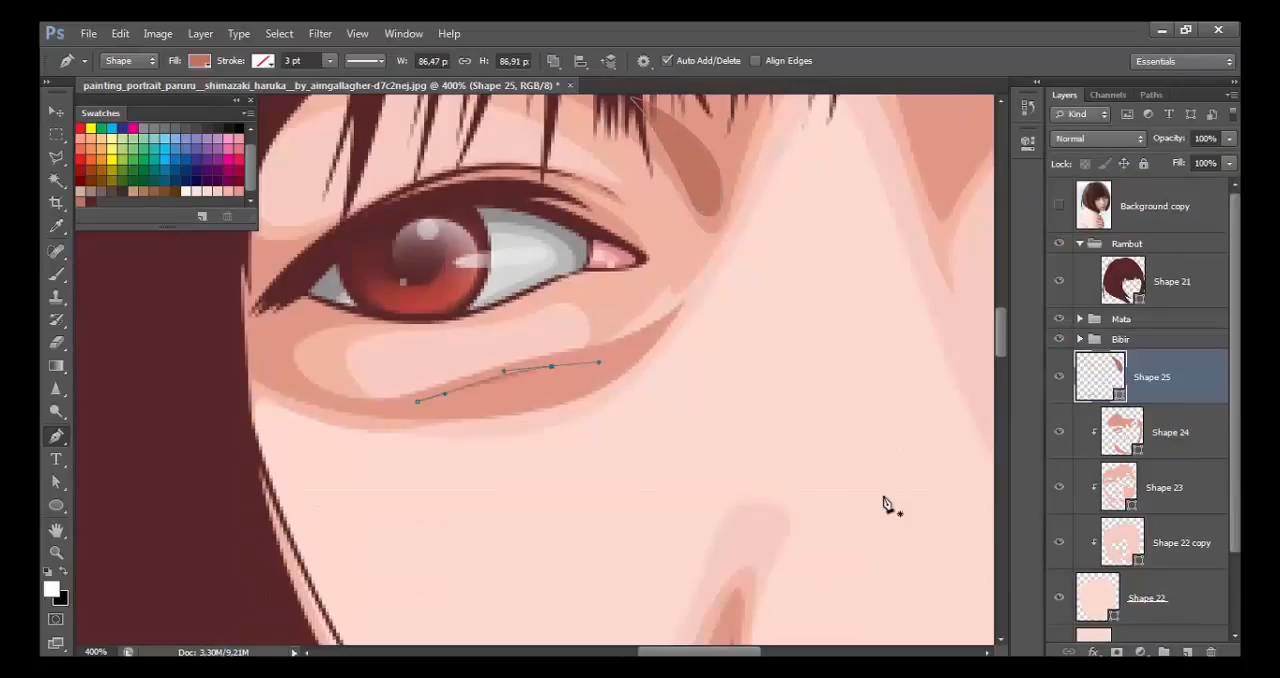 Ps File Edit Image Layer Type Select Filter View Window Help
Shape Fill: Stroke: 3 pt W: 86,47 p H: 86,91 p Auto Add/Delete Align Edges Essentials
painting_portrait_paruru__shimazaki_haruka__by_aimgallagher-d7c2nej.jpg @ 400% (Shape 25, RGB/8) *
Swatches
Layers Channels Paths
Kind
Normal Opacity: 100%
Lock: Fill: 100%
Background copy
Rambut
Shape 21
Mata
Bibir
Shape 25
Shape 24
Shape 23
Shape 22 copy
Shape 22
400% Doc: 3,30M/9,21M